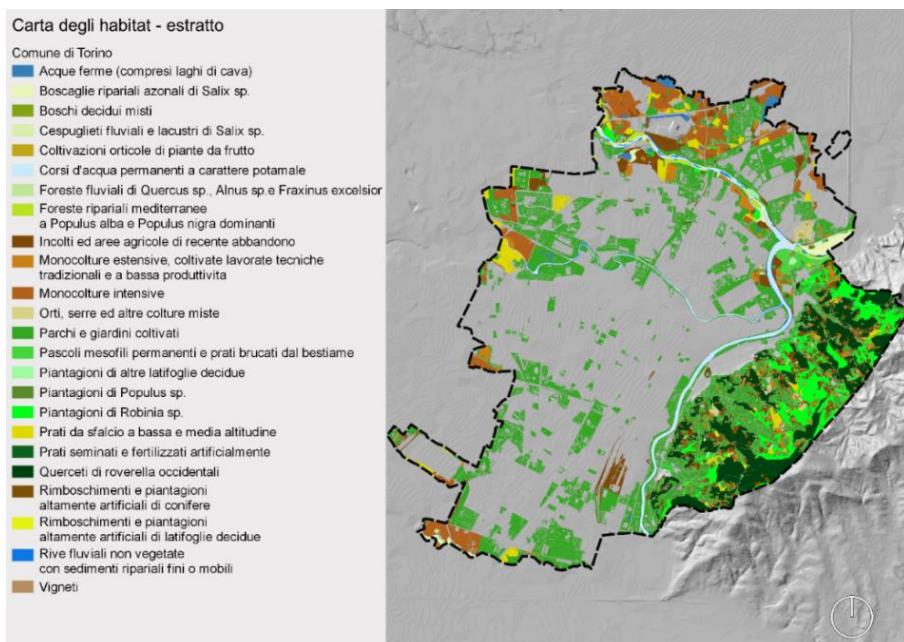 Carta degli habitat - estratto
Comune di Torino
Acque ferme (compresi laghi di cava)
Boscaglie ripariali azonali di Salix sp.
Boschi decidui misti
Cespuglieti fluviali e lacustri di Salix sp.
Coltivazioni orticole di piante da frutto
Corsi d'acqua permanenti a carattere potamale
Foreste fluviali di Quercus sp., Alnus sp.e Fraxinus excelsior
Foreste ripariali mediterranee
a Populus alba e Populus nigra dominanti
Incolti ed aree agricole di recente abbandono
Monocolture estensive, coltivate lavorate tecniche
tradizionali e a bassa produttivita
Monocolture intensive
Orti, serre ed altre colture miste
Parchi e giardini coltivati
Pascoli mesofili permanenti e prati brucati dal bestiame
Piantagioni di altre latifoglie decidue
Piantagioni di Populus sp.
Piantagioni di Robinia sp.
Prati da sfalcio a bassa e media altitudine
Prati seminati e fertilizzati artificialmente
Querceti di roverella occidentali
Rimboschimenti e piantagioni
altamente artificiali di conifere
Rimboschimenti e piantagioni
altamente artificiali di latifoglie decidue
Rive fluviali non vegetate
con sedimenti ripariali fini o mobili
Vigneti